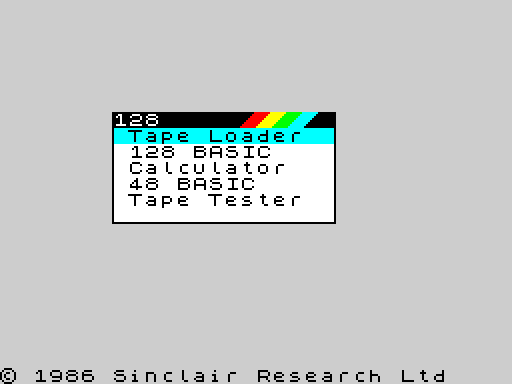 128
Tape Loader
128 BASIC
Calculator
48 BASIC
Tape Tester
© 1986 Sinclair Research Ltd